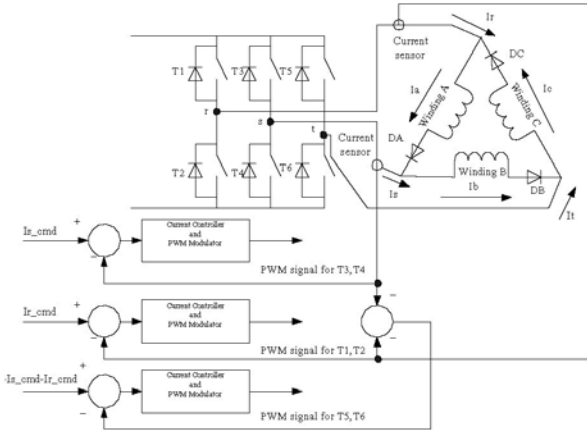 Current
sensor
Ir
T1
T3
T5
DC
Ia
Winding A
Winding C
Ic
r
s
t
Current
sensor
DA
T2
T4
T6
Is
Winding B
Ib
DB
It
Is_cmd
+
−
Current Controller
and
PWM Modulator
PWM signal for T3,T4
Ir_cmd
+
−
Current Controller
and
PWM Modulator
PWM signal for T1,T2
−
−
-Is_cmd-Ir_cmd
+
−
Current Controller
and
PWM Modulator
PWM signal for T5,T6